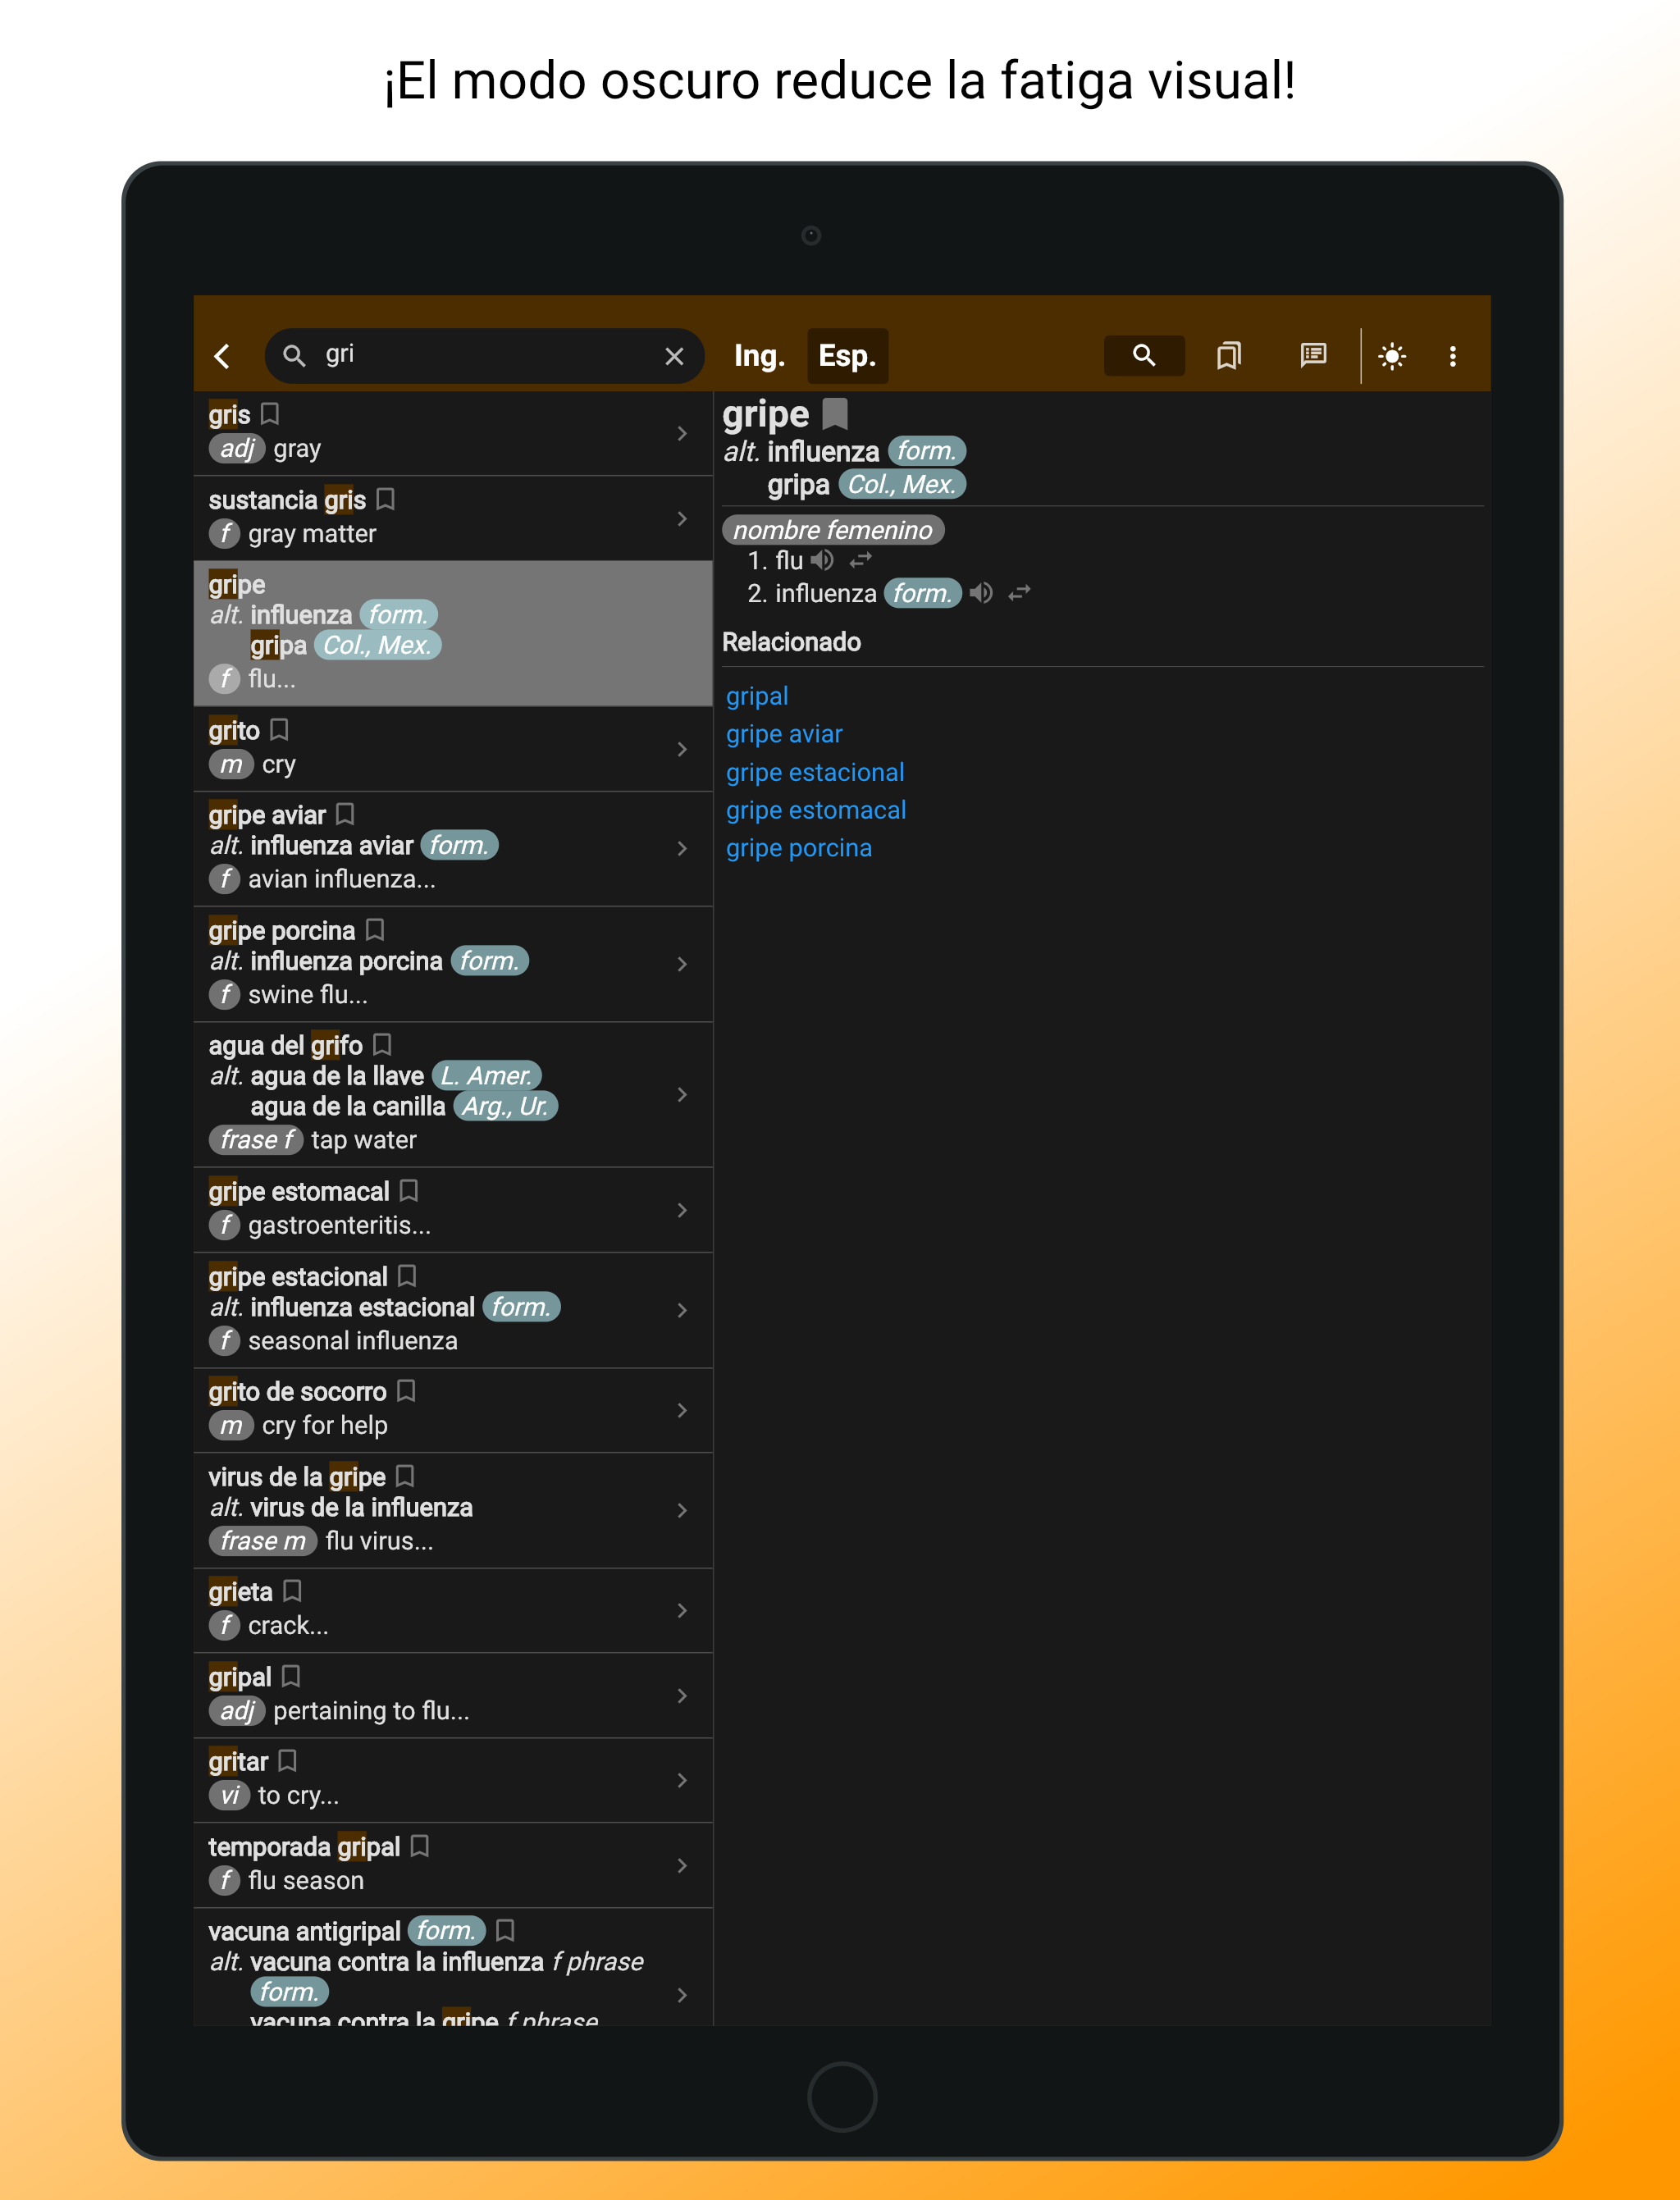 ¡El modo oscuro reduce la fatiga visual!
gri
Ing. Esp.
gris
adj gray
sustancia gris
f gray matter
gripe
alt. influenza form.
gripa Col., Mex.
f flu...
grito
m cry
gripe aviar
alt. influenza aviar form.
f avian influenza...
gripe porcina
alt. influenza porcina form.
f swine flu...
agua del grifo
alt. agua de la llave L. Amer.
agua de la canilla Arg., Ur.
frase f tap water
gripe estomacal
f gastroenteritis...
gripe estacional
alt. influenza estacional form.
f seasonal influenza
grito de socorro
m cry for help
virus de la gripe
alt. virus de la influenza
frase m flu virus...
grieta
f crack...
gripal
adj pertaining to flu...
gritar
vi to cry...
temporada gripal
f flu season
vacuna antigripal form.
alt. vacuna contra la influenza f phrase
form.
vacuna contra la gripe f phrase
gripe
alt. influenza form.
gripa Col., Mex.
nombre femenino
1. flu
2. influenza form.
Relacionado
gripal
gripe aviar
gripe estacional
gripe estomacal
gripe porcina